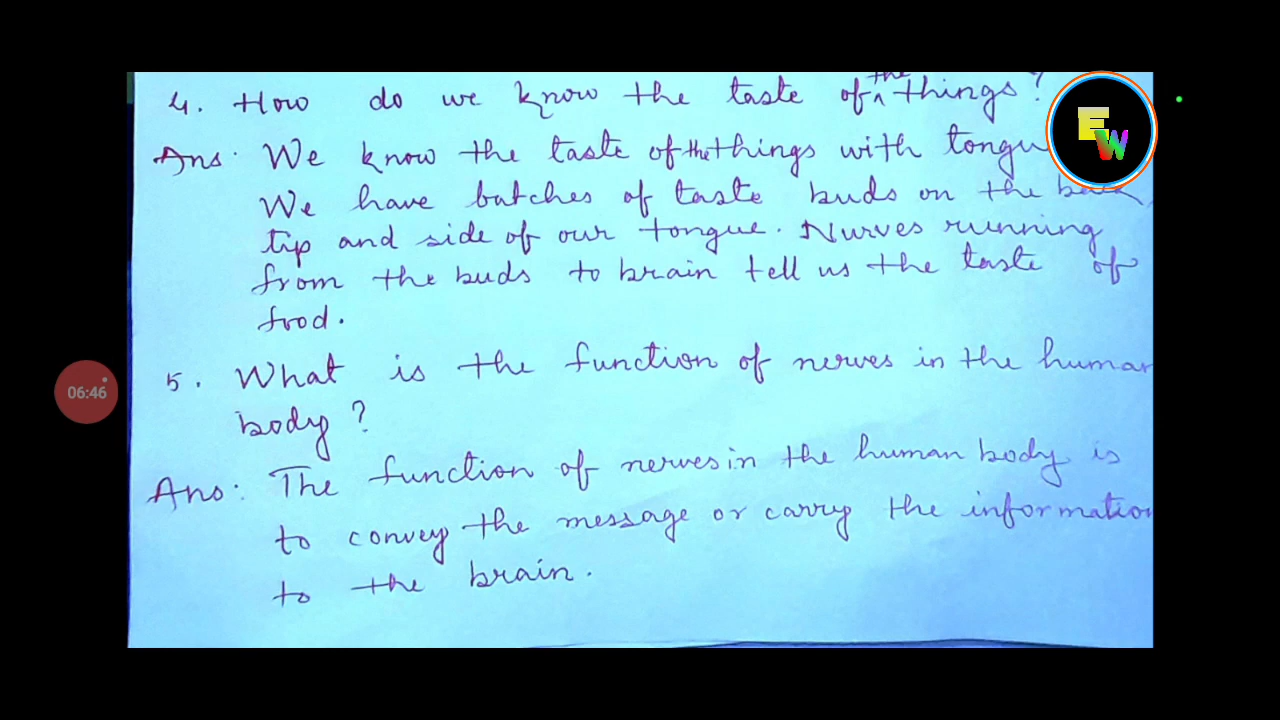 4. How do we know the taste of the things?
Ans. We know the taste of the things with tongu
We have batches of taste buds on the back,
tip and side of our tongue. Nurves running
from the buds to brain tell us the taste of
food.
5. What is the function of nerves in the human
body?
Ans. The function of nerves in the human body is
to convey the message or carry the information
to the brain.
EW
06:46